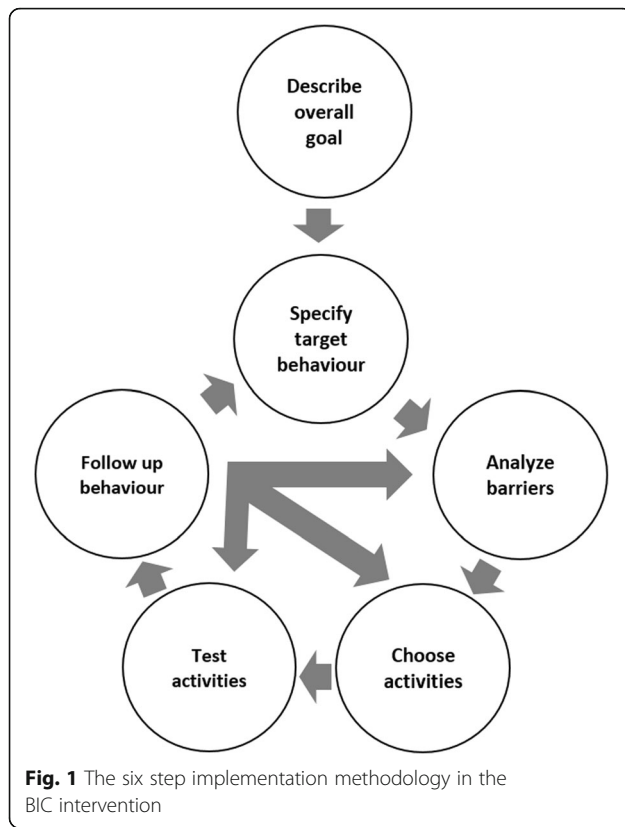 Describe
overall
goal
Specify
target
behaviour
Follow up
behaviour
Analyze
barriers
Test
activities
Choose
activities
Fig. 1 The six step implementation methodology in the
BIC intervention